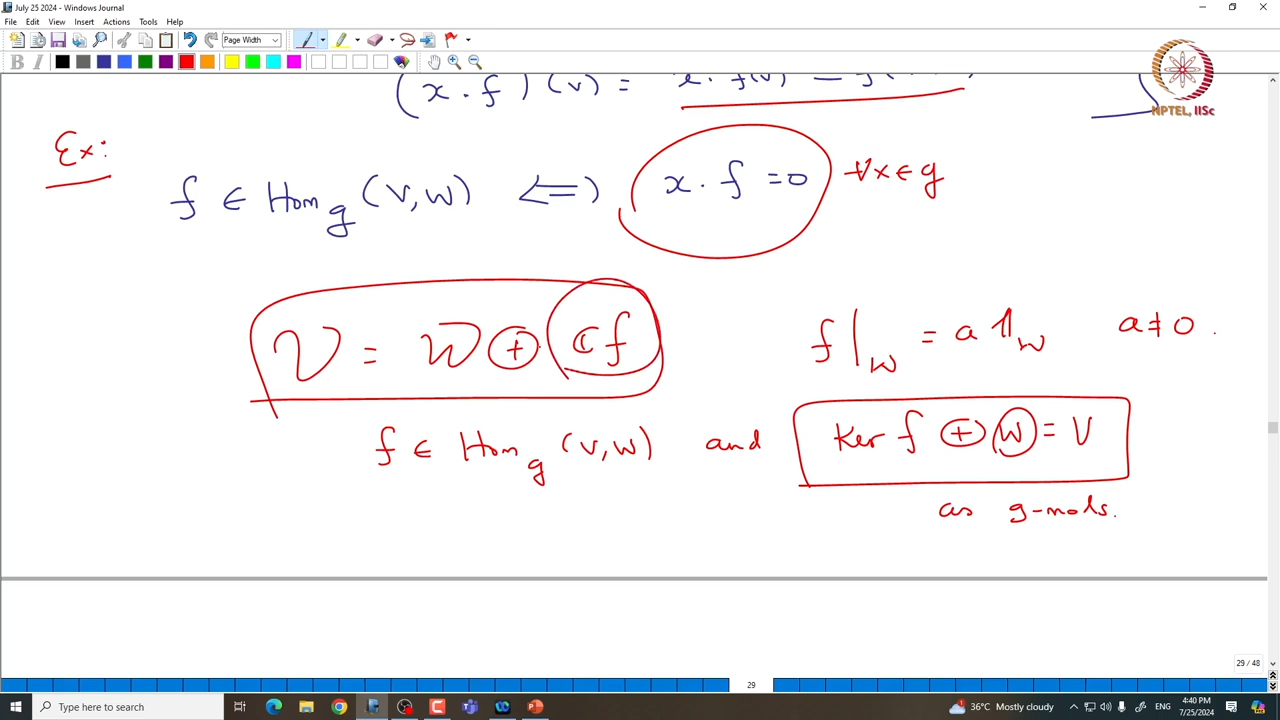 July 25 2024 - Windows Journal
File Edit View Insert Actions Tools Help
Page Width
B I
NPTEL, IISc
(x . f)(v) = x . f(v) - f(
Ex:
f ∈ Hom_g (V,W) <=> x . f = 0 ∀x ∈ g
𝒱 = 𝒲 ⊕ ℂf f|_W = a 1_W a ≠ 0 .
f ∈ Hom_g (V,W) and Ker f ⊕ W = V
as g-mods.
29 / 48
29
Type here to search
36°C Mostly cloudy
4:40 PM
7/25/2024